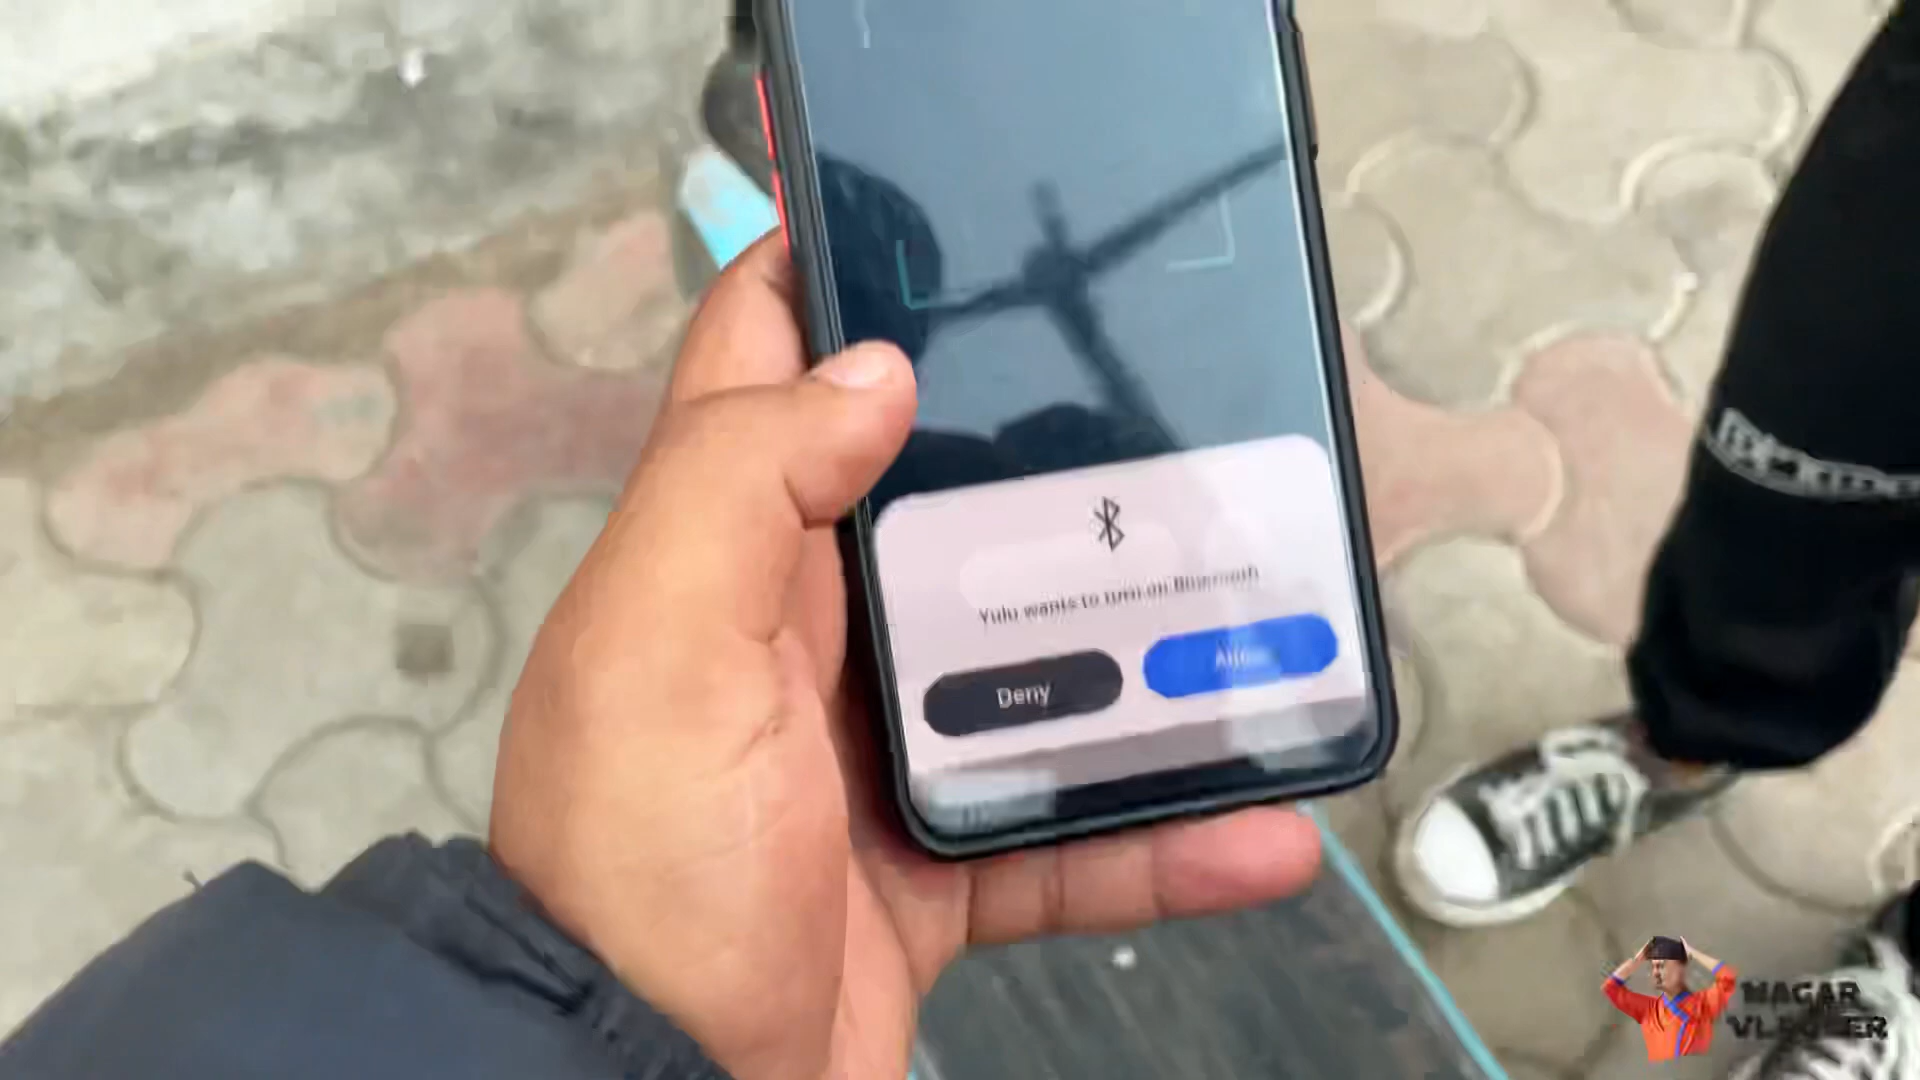 Yulu wants to turn on Bluetooth
Deny
Allow
MAGAR
VLOGGER